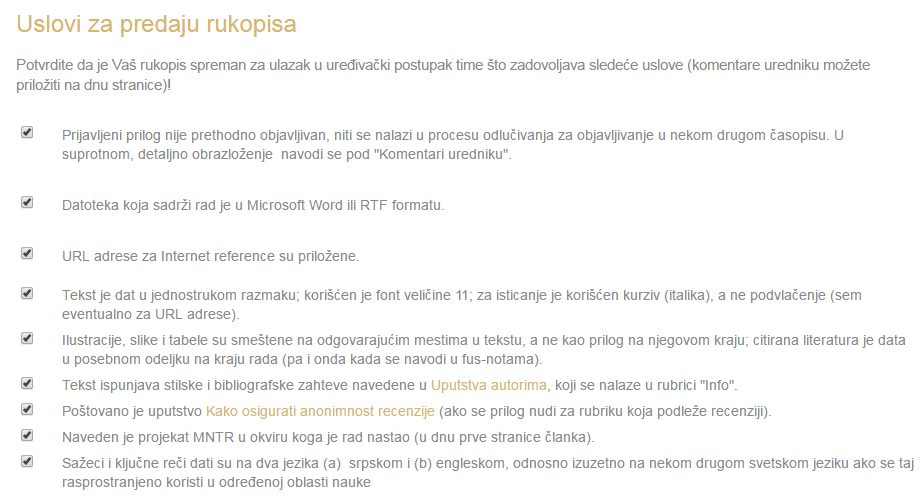 Uslovi za predaju rukopisa
Potvrdite da je Vaš rukopis spreman za ulazak u uređivački postupak time što zadovoljava sledeće uslove (komentare uredniku možete
priložiti na dnu stranice)!
Prijavljeni prilog nije prethodno objavljivan, niti se nalazi u procesu odlučivanja za objavljivanje u nekom drugom časopisu. U
suprotnom, detaljno obrazloženje  navodi se pod "Komentari uredniku".
Datoteka koja sadrži rad je u Microsoft Word ili RTF formatu.
URL adrese za Internet reference su priložene.
Tekst je dat u jednostrukom razmaku; korišćen je font veličine 11; za isticanje je korišćen kurziv (italika), a ne podvlačenje (sem
eventualno za URL adrese).
Ilustracije, slike i tabele su smeštene na odgovarajućim mestima u tekstu, a ne kao prilog na njegovom kraju; citirana literatura je data
u posebnom odeljku na kraju rada (pa i onda kada se navodi u fus-notama).
Tekst ispunjava stilske i bibliografske zahteve navedene u Uputstva autorima, koji se nalaze u rubrici "Info".
Poštovano je uputstvo Kako osigurati anonimnost recenzije (ako se prilog nudi za rubriku koja podleže recenziji).
Naveden je projekat MNTR u okviru koga je rad nastao (u dnu prve stranice članka).
Sažeci i ključne reči dati su na dva jezika (a)  srpskom i (b) engleskom, odnosno izuzetno na nekom drugom svetskom jeziku ako se taj
rasprostranjeno koristi u određenoj oblasti nauke